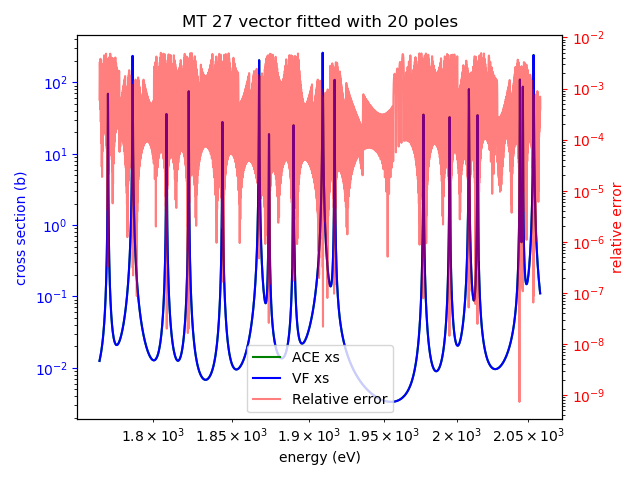 MT 27 vector fitted with 20 poles
10²
10¹
10⁰
10⁻¹
10⁻²
cross section (b)
10⁻²
10⁻³
10⁻⁴
10⁻⁵
10⁻⁶
10⁻⁷
10⁻⁸
10⁻⁹
relative error
ACE xs
VF xs
Relative error
1.8 × 10³ 1.85 × 10³ 1.9 × 10³ 1.95 × 10³ 2 × 10³ 2.05 × 10³
energy (eV)